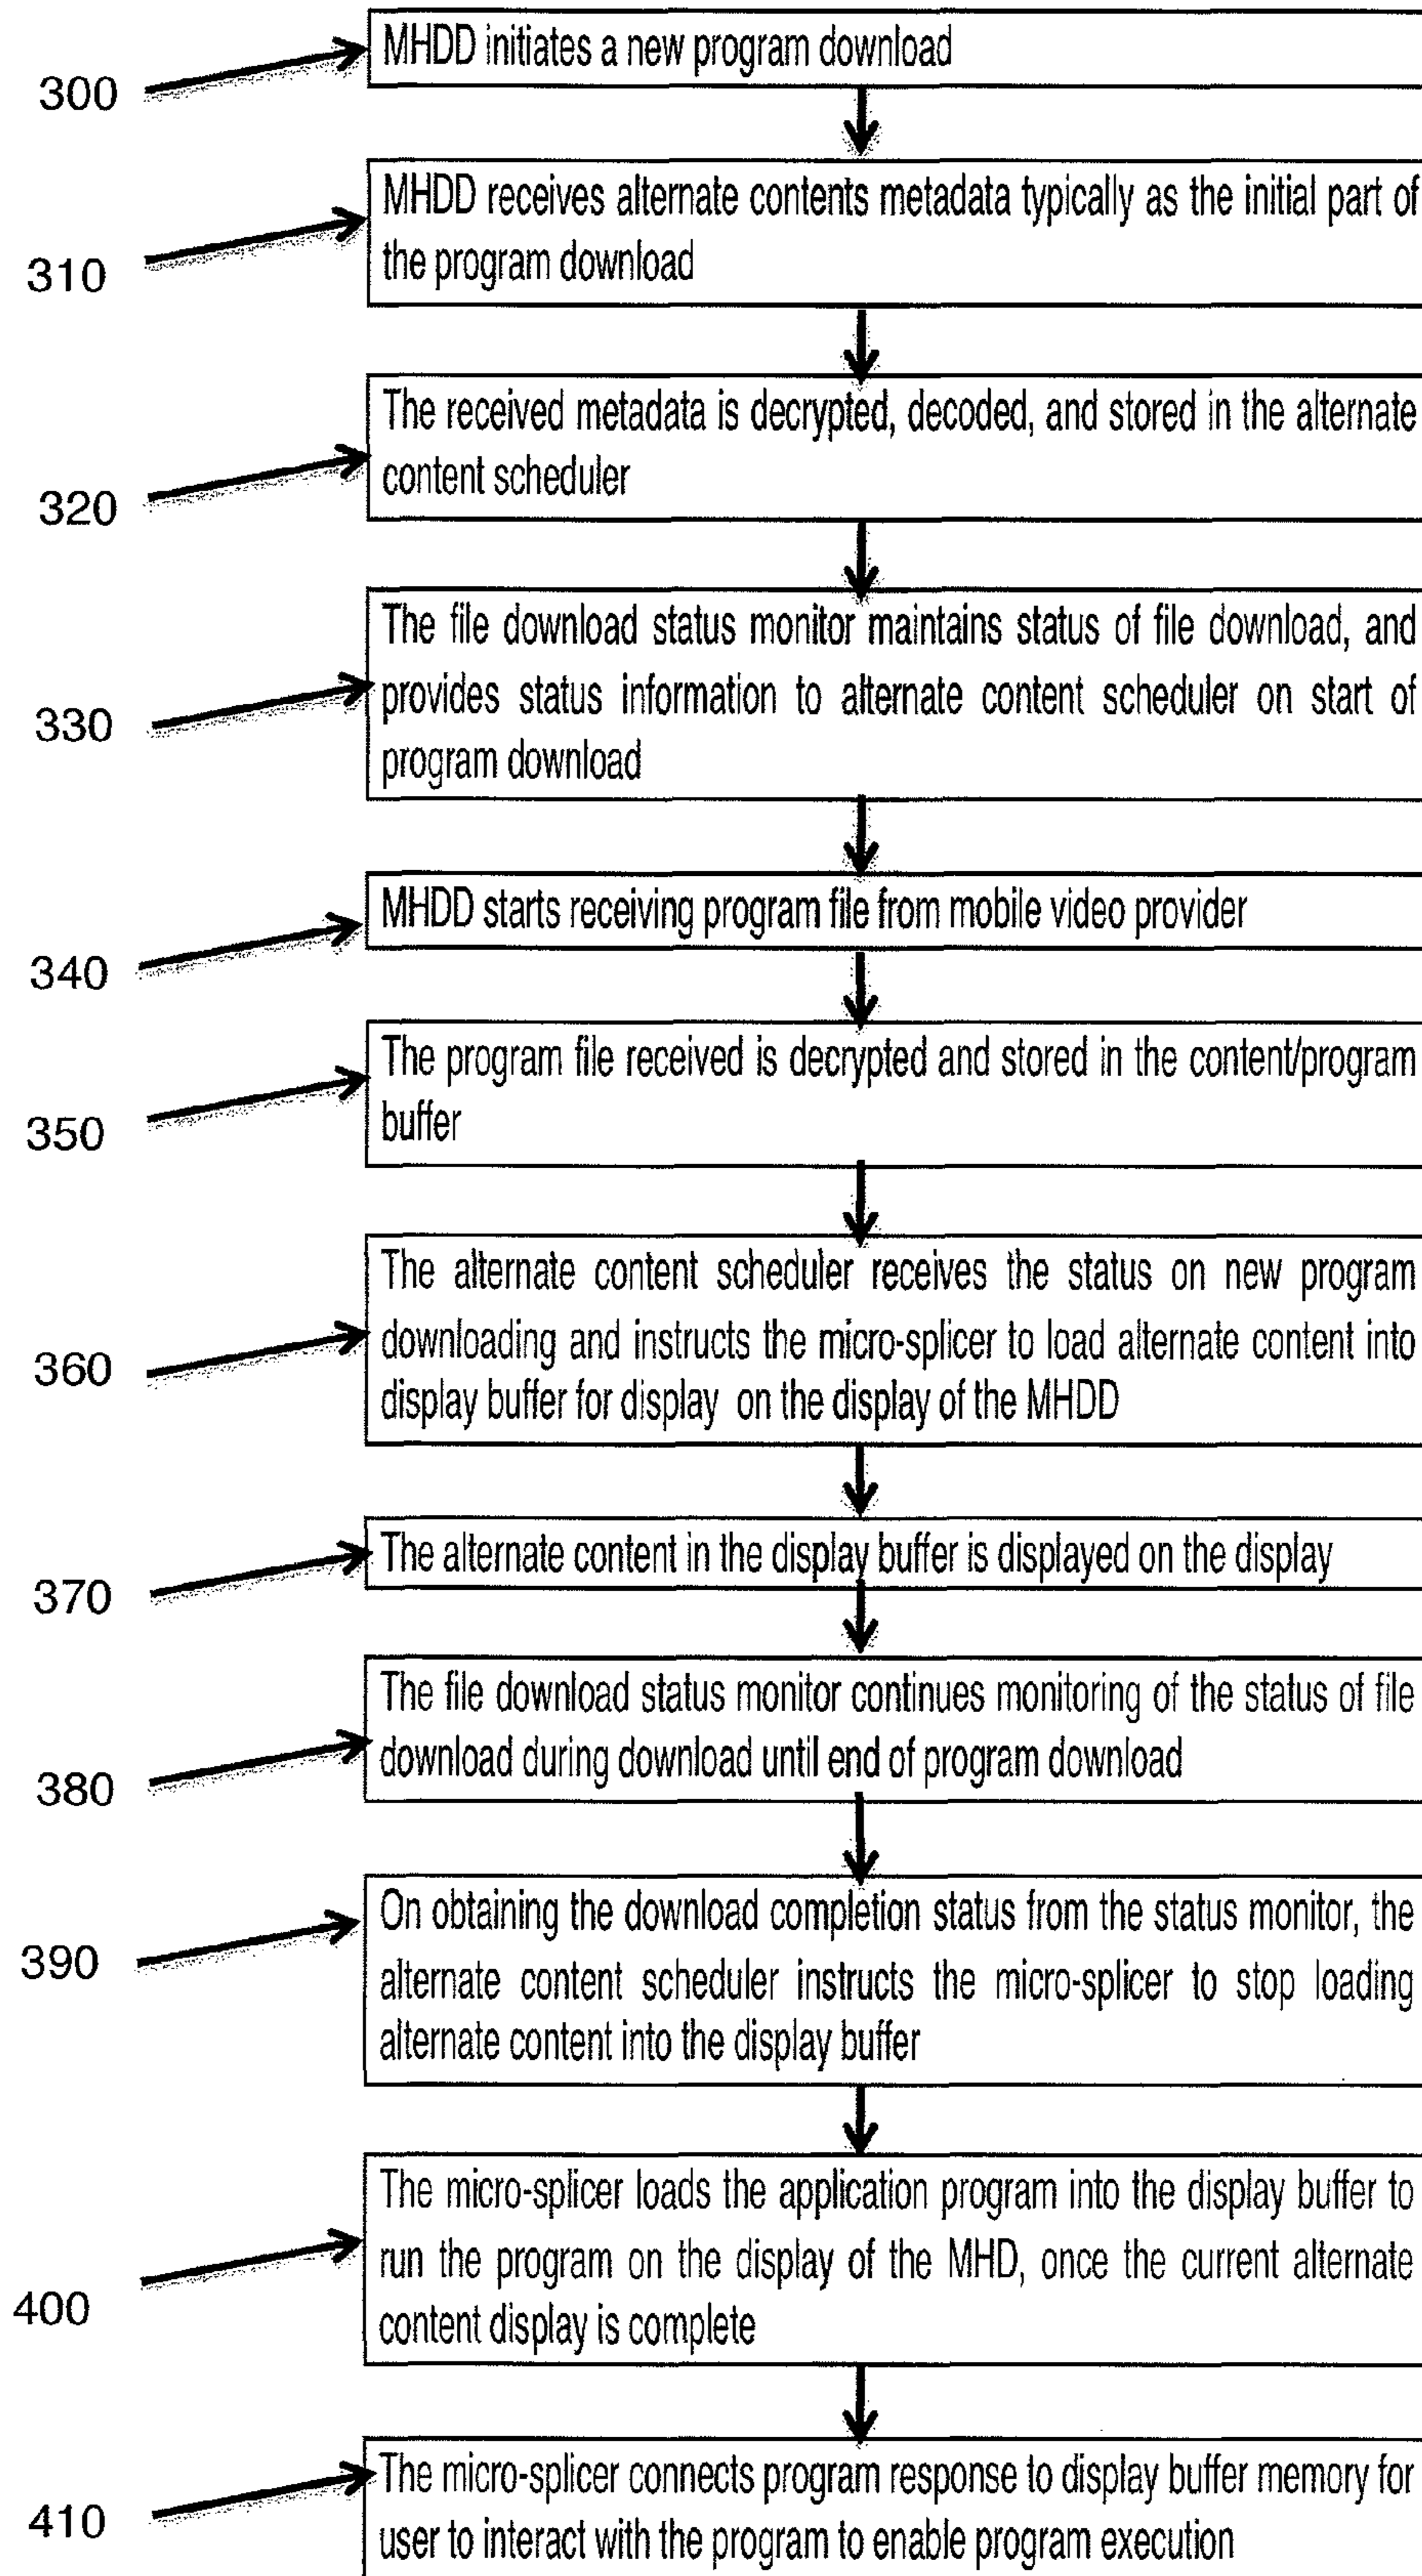 300
MHDD initiates a new program download
310
MHDD receives alternate contents metadata typically as the initial part of
the program download
320
The received metadata is decrypted, decoded, and stored in the alternate
content scheduler
330
The file download status monitor maintains status of file download, and
provides status information to alternate content scheduler on start of
program download
340
MHDD starts receiving program file from mobile video provider
350
The program file received is decrypted and stored in the content/program
buffer
360
The alternate content scheduler receives the status on new program
downloading and instructs the micro-splicer to load alternate content into
display buffer for display on the display of the MHDD
370
The alternate content in the display buffer is displayed on the display
380
The file download status monitor continues monitoring of the status of file
download during download until end of program download
390
On obtaining the download completion status from the status monitor, the
alternate content scheduler instructs the micro-splicer to stop loading
alternate content into the display buffer
400
The micro-splicer loads the application program into the display buffer to
run the program on the display of the MHD, once the current alternate
content display is complete
410
The micro-splicer connects program response to display buffer memory for
user to interact with the program to enable program execution